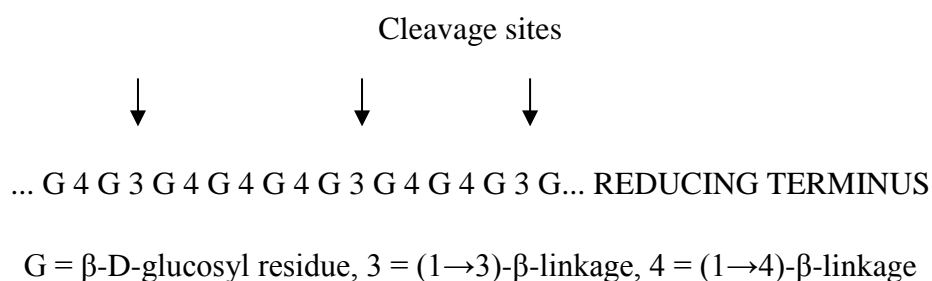 Cleavage sites
... G 4 G 3 G 4 G 4 G 4 G 3 G 4 G 4 G 3 G... REDUCING TERMINUS
G = β-D-glucosyl residue, 3 = (1→3)-β-linkage, 4 = (1→4)-β-linkage